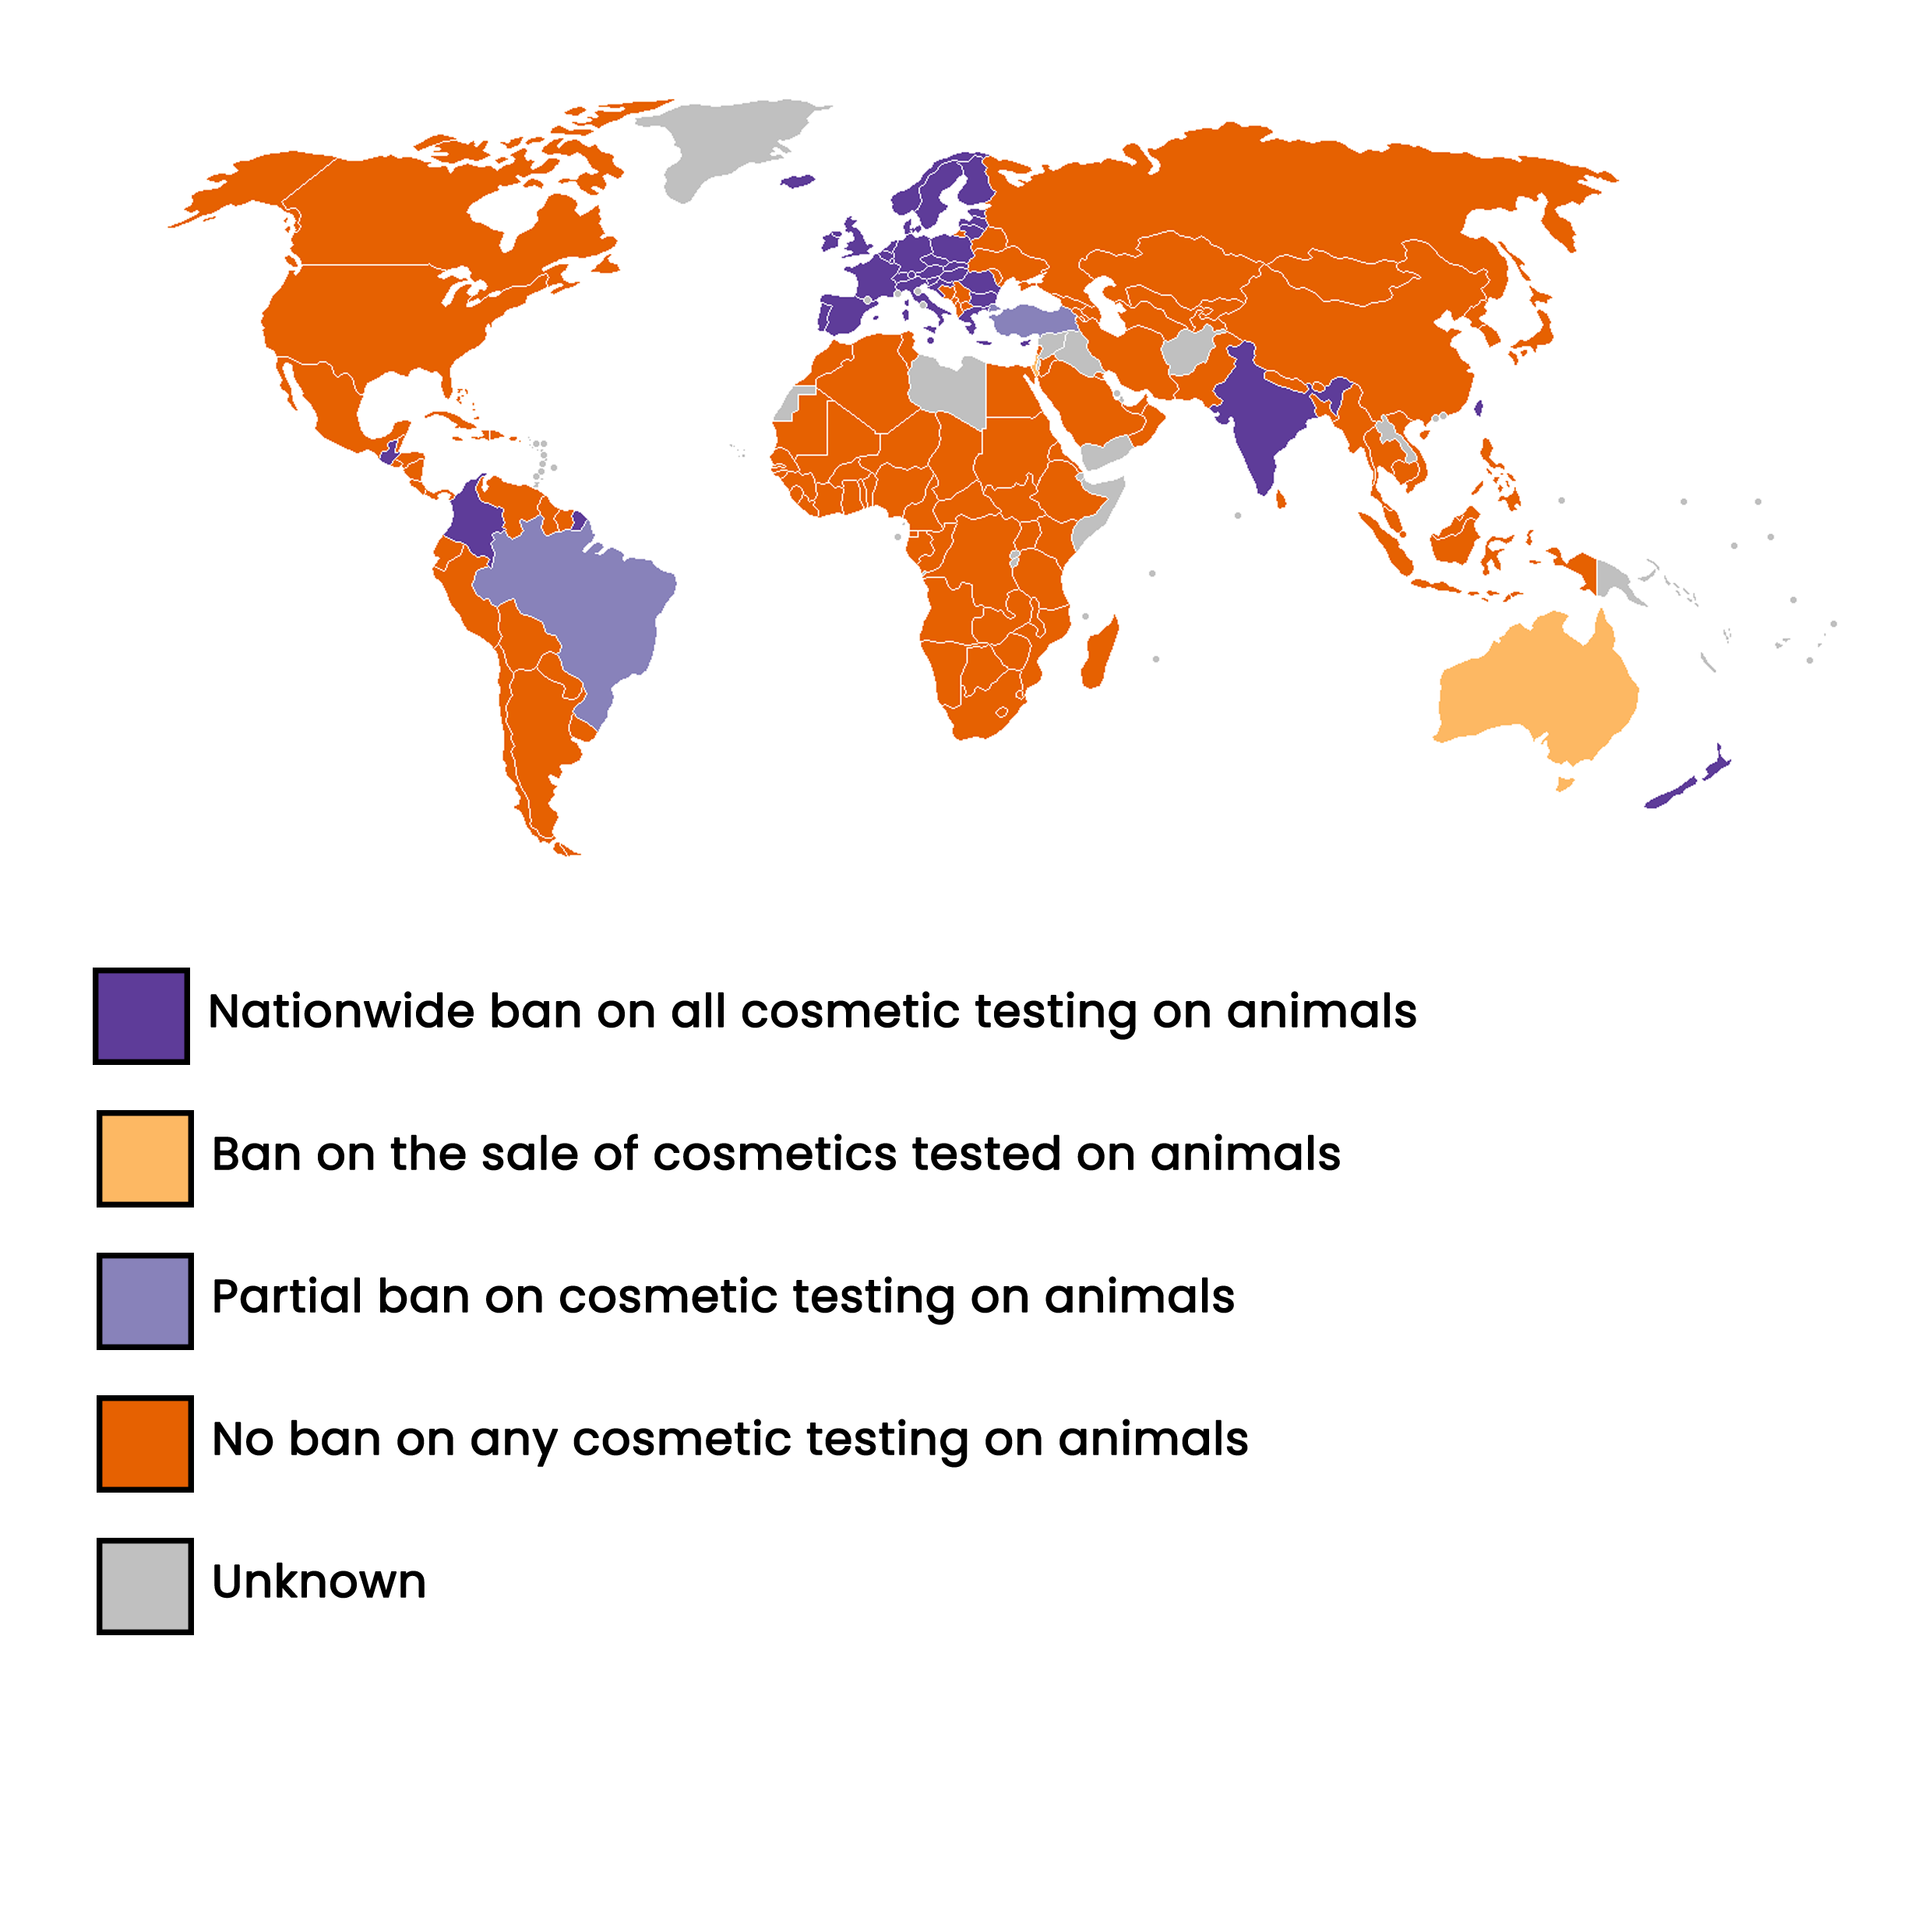 Nationwide ban on all cosmetic testing on animals
Ban on the sale of cosmetics tested on animals
Partial ban on cosmetic testing on animals
No ban on any cosmetic testing on animals
Unknown